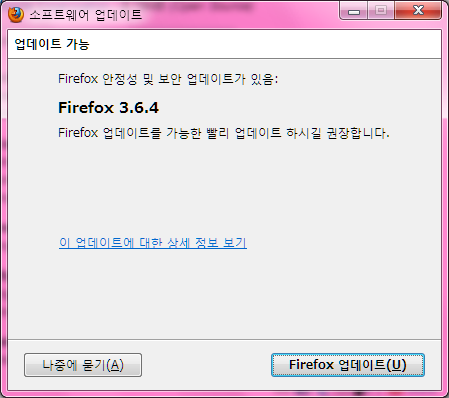 소프트웨어 업데이트
업데이트 가능
Firefox 안정성 및 보안 업데이트가 있음:
Firefox 3.6.4
Firefox 업데이트를 가능한 빨리 업데이트 하시길 권장합니다.
이 업데이트에 대한 상세 정보 보기
나중에 묻기(A)
Firefox 업데이트(U)